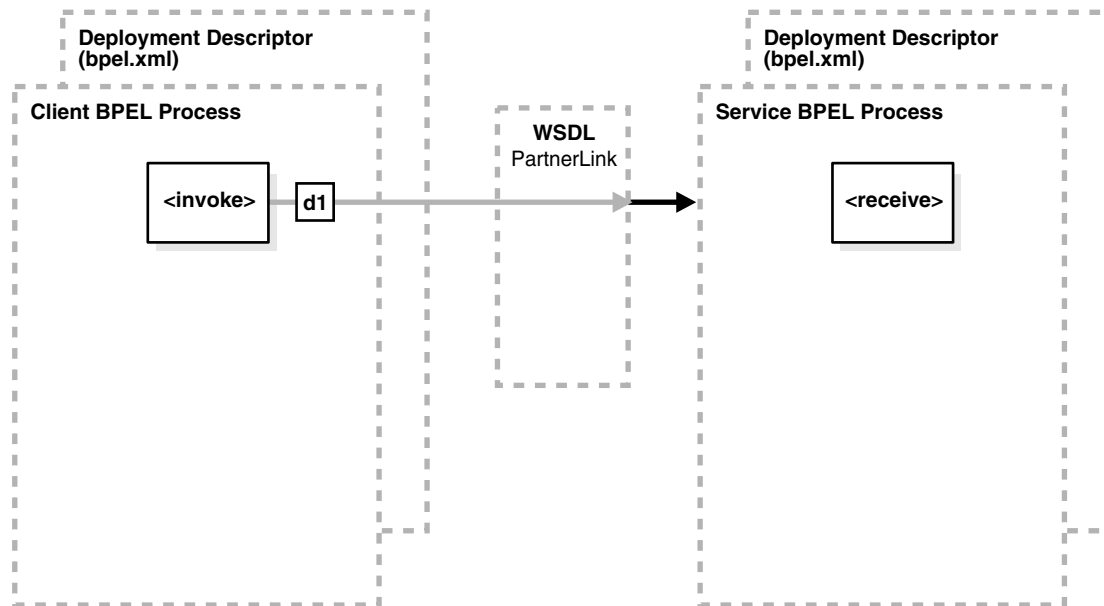 Deployment Descriptor
(bpel.xml)
Client BPEL Process
<invoke>
d1
WSDL
PartnerLink
Deployment Descriptor
(bpel.xml)
Service BPEL Process
<receive>